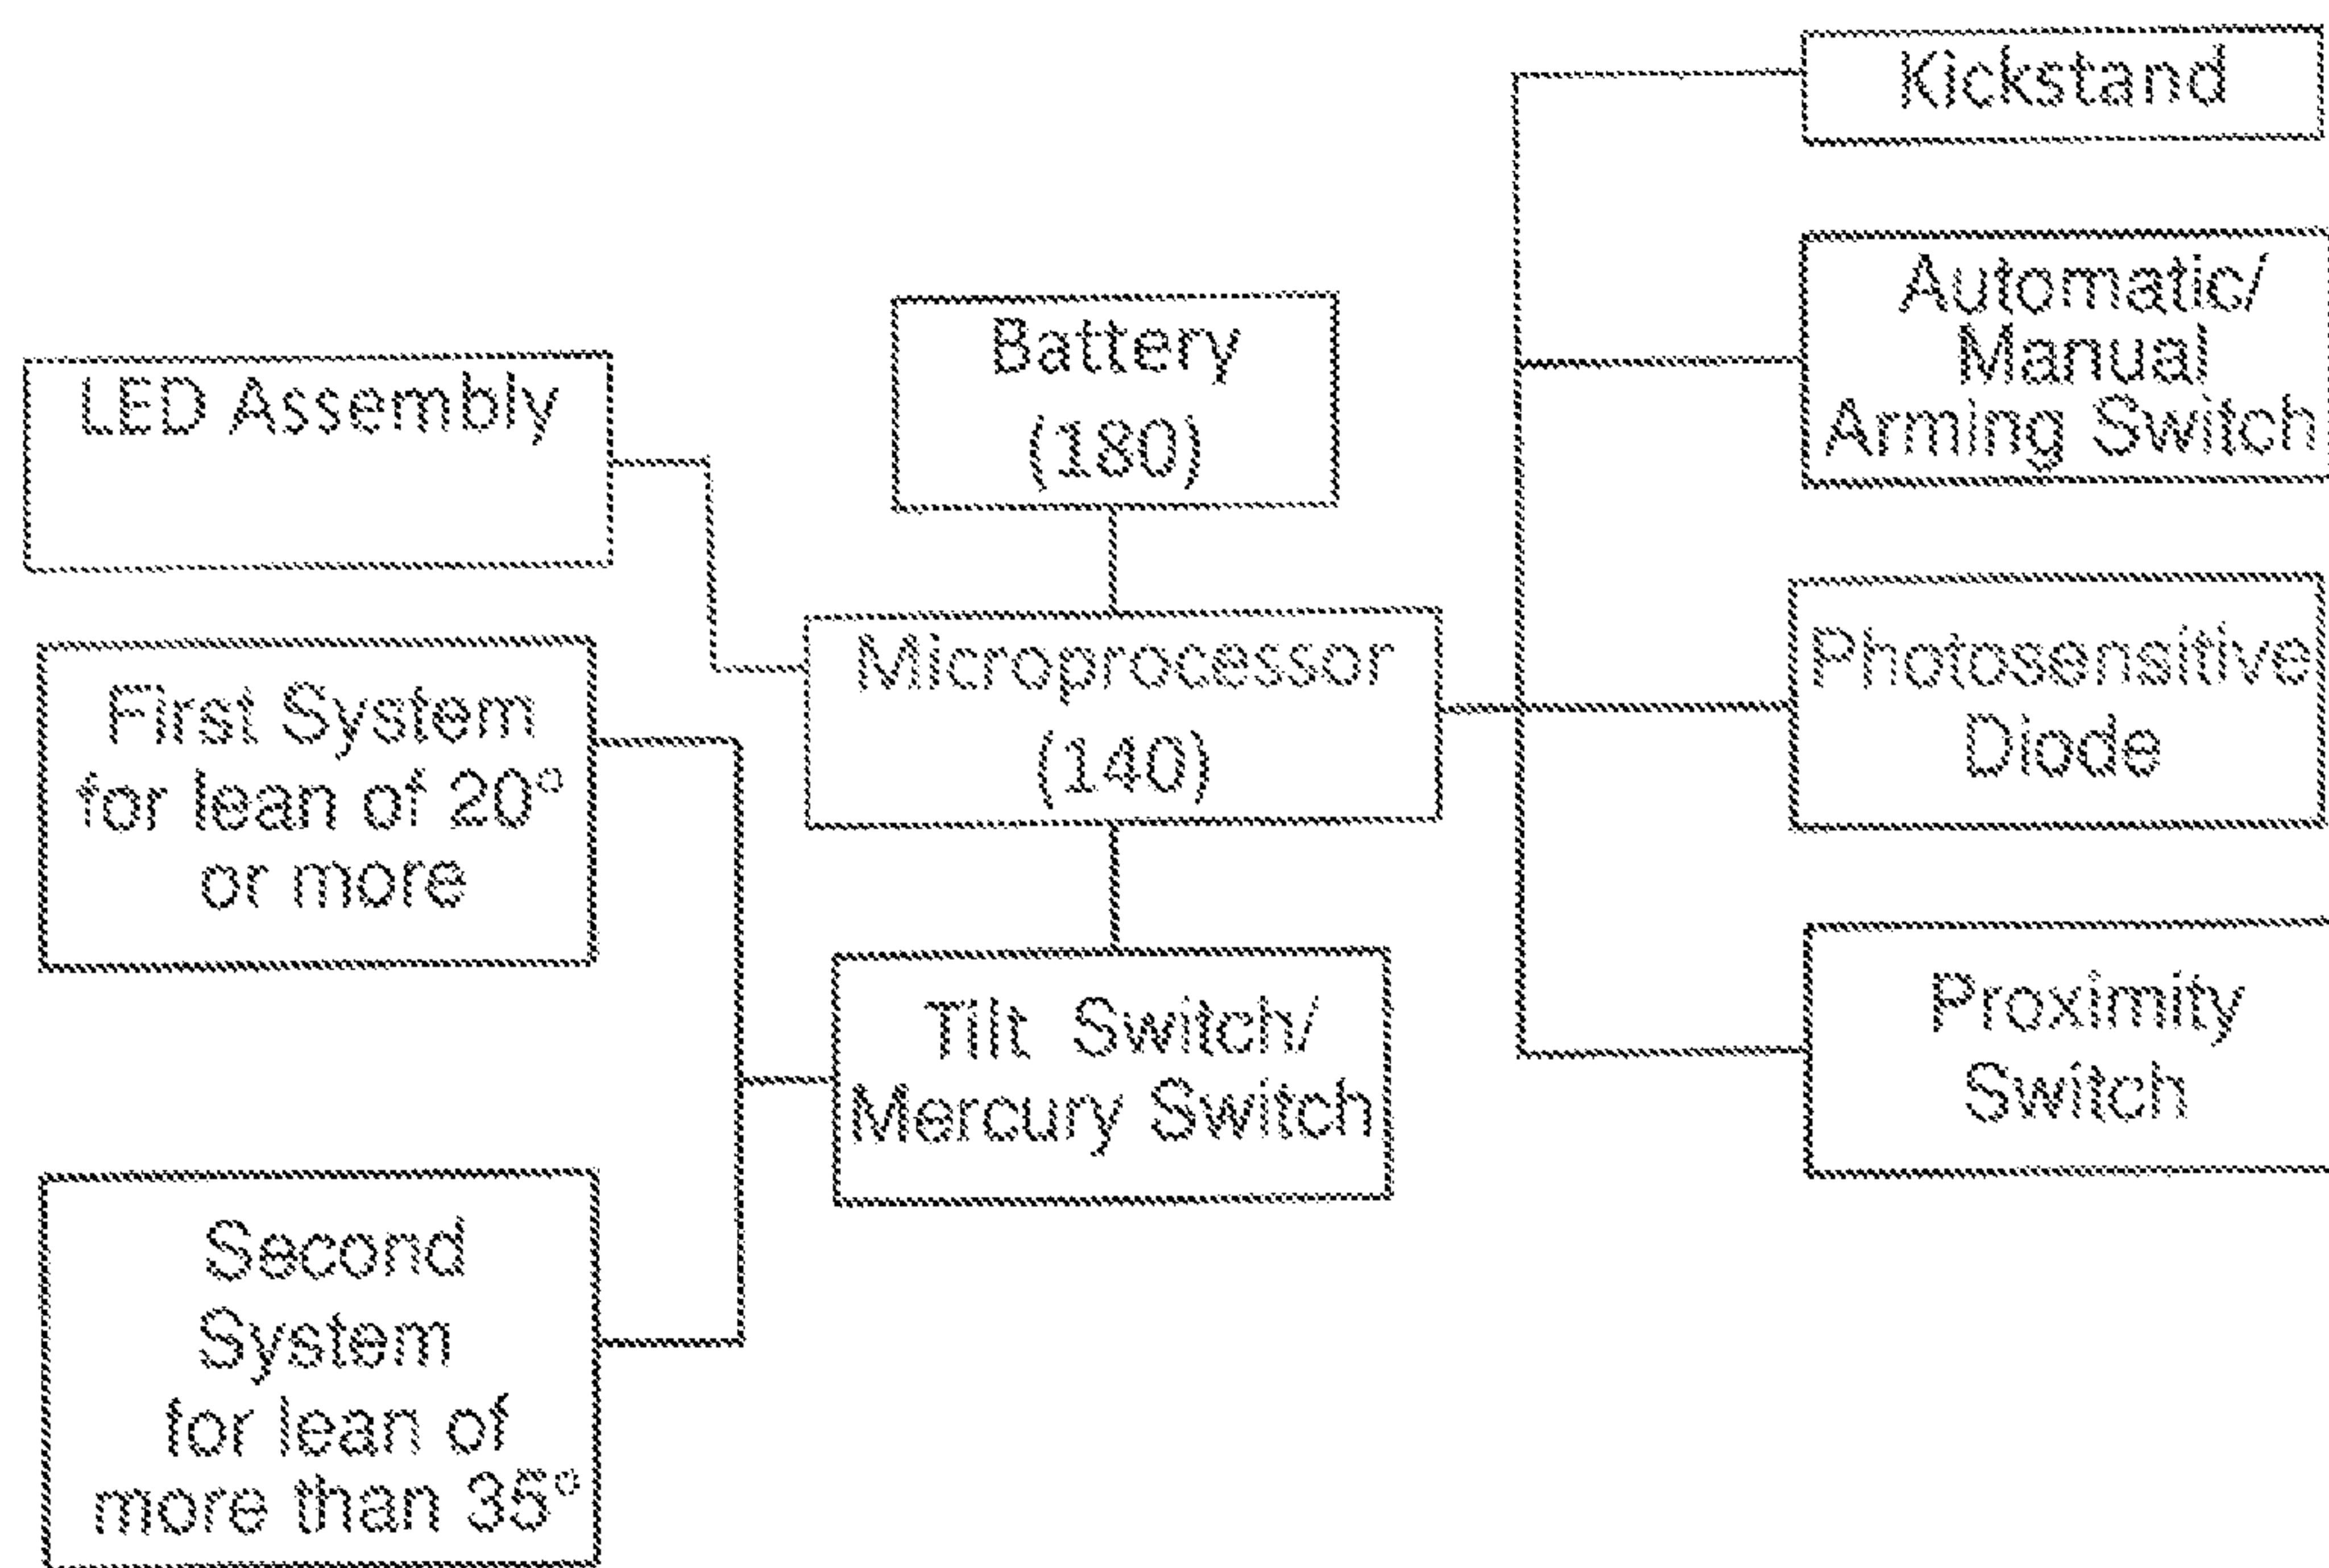 Kickstand
Automatic/
Manual
Arming Switch
Battery
(180)
LED Assembly
Microprocessor
(140)
Photosensitive
Diode
First System
for lean of 20°
or more
Tilt Switch/
Mercury Switch
Proximity
Switch
Second
System
for lean of
more than 35°